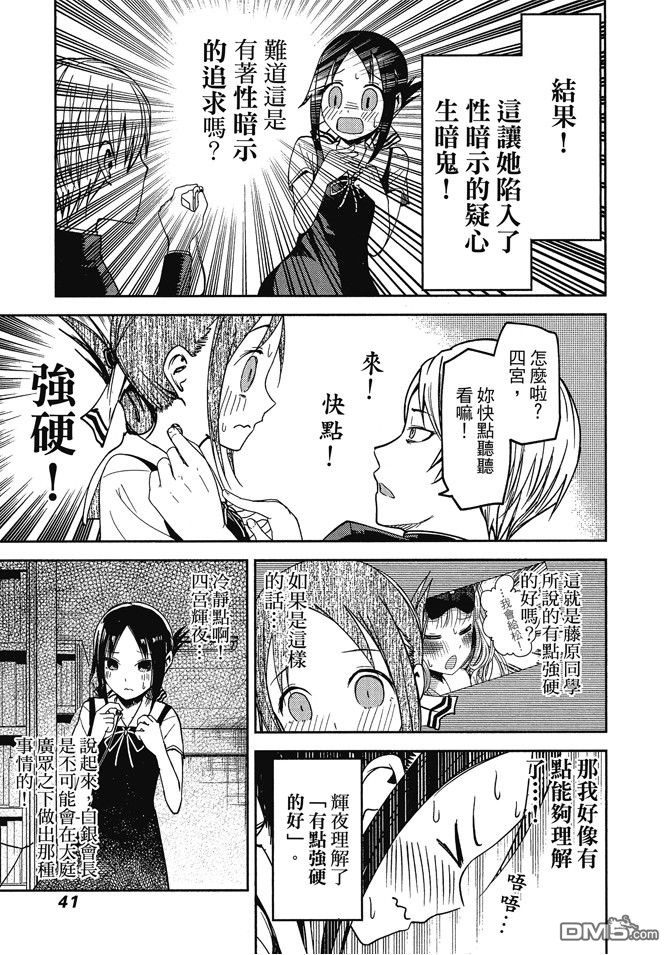 結果！
這讓她陷入了
性暗示的疑心
生暗鬼！
難道這是
有著性暗示
的追求嗎？
怎麼啦？
四宮，
妳快點聽聽
看嘛！
來！
快點！
強硬！
這就是藤原同學
所說的有點強硬
的好嗎？
…我會給松！
如果是這樣
的話…
冷靜點啊！
四宮輝夜…
說起來，白銀會長
是不可能會在大庭
廣眾之下做出那種
事情的！
那我好像有
點能夠理解
了…！
唔唔…
輝夜理解了
「有點強硬
的好」。
41
DM5.com